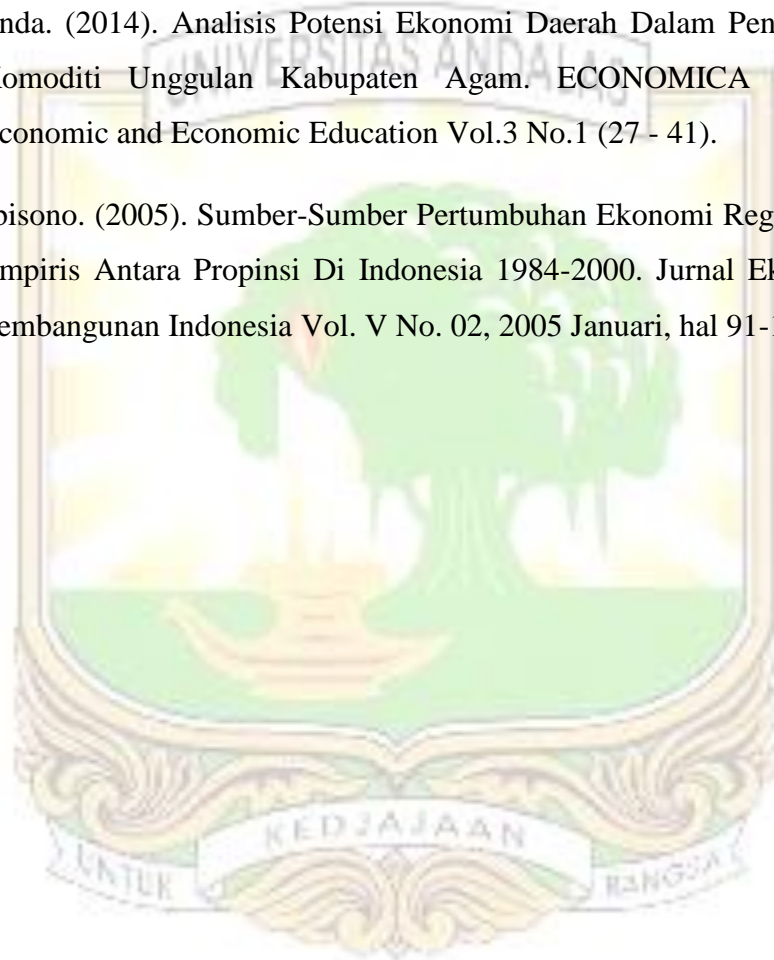 nda. (2014). Analisis Potensi Ekonomi Daerah Dalam Pen
omoditi Unggulan Kabupaten Agam. ECONOMICA
conomic and Economic Education Vol.3 No.1 (27 - 41).
bisono. (2005). Sumber-Sumber Pertumbuhan Ekonomi Reg
mpiris Antara Propinsi Di Indonesia 1984-2000. Jurnal Ek
embangunan Indonesia Vol. V No. 02, 2005 Januari, hal 91-1
UNIVERSITAS ANDALAS
UNTUK KEDJAJAAN BANGSA